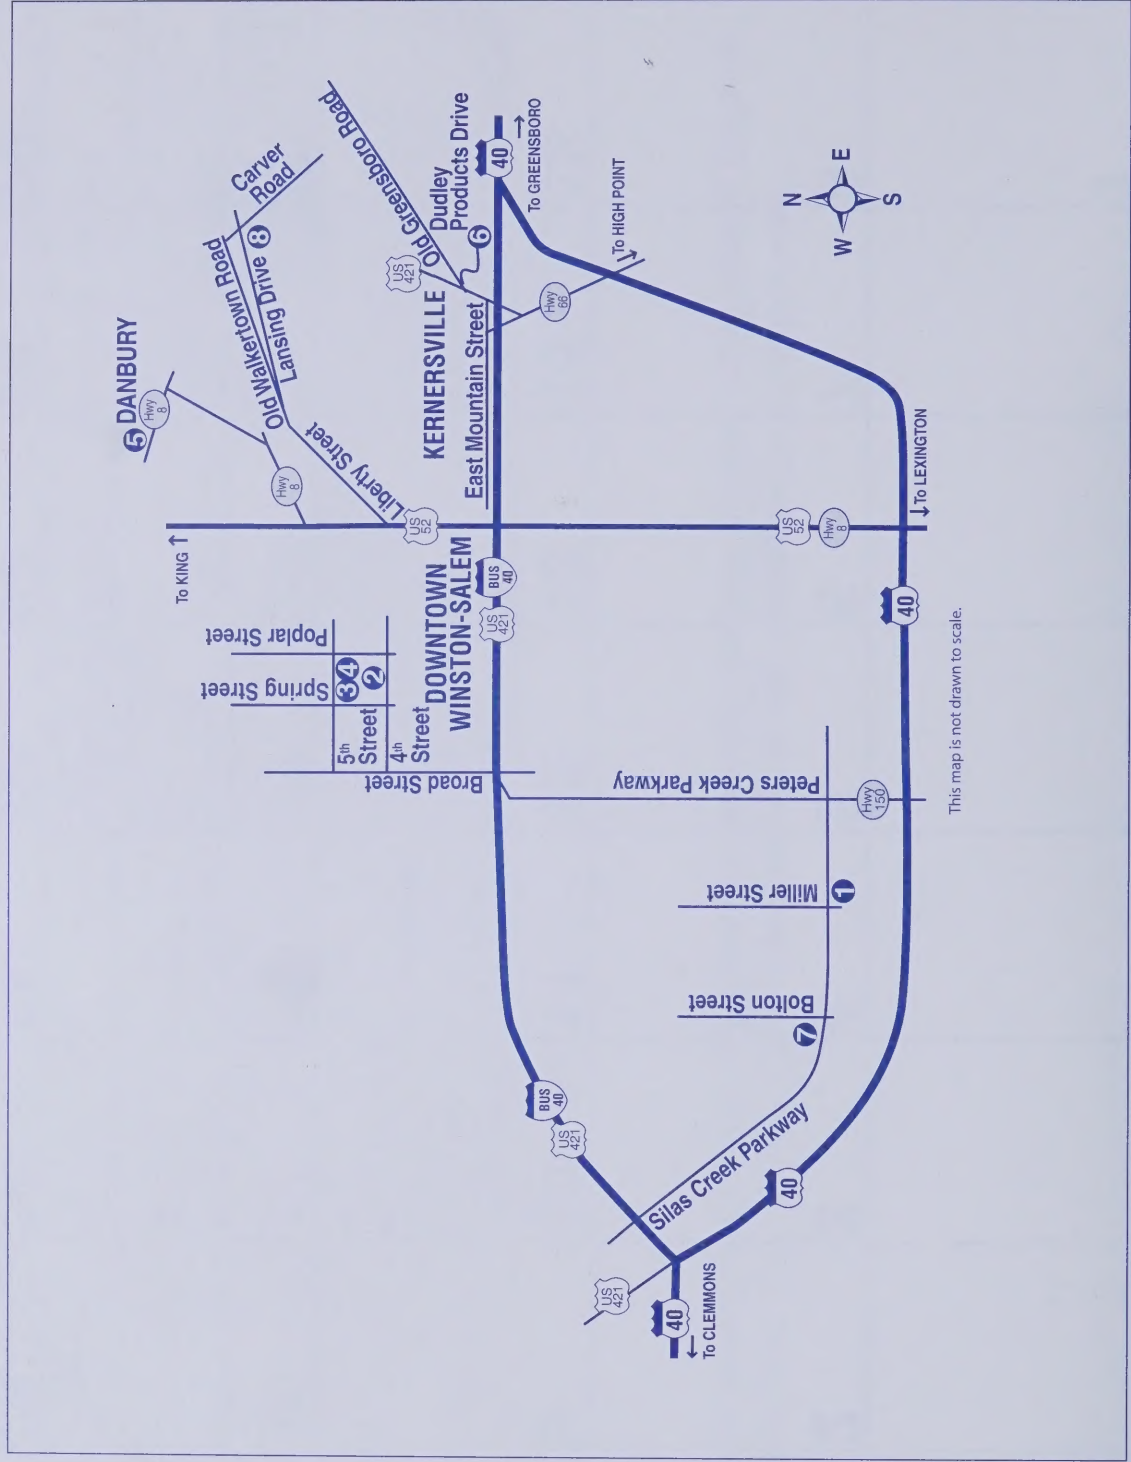 5 DANBURY
Hwy
8
Carver
Road
Old Walkertown Road
Lansing Drive 8
Old Greensboro Road
Dudley
Products Drive
6
US
421
KERNERSVILLE
East Mountain Street
Hwy
66
40
To GREENSBORO
To HIGH POINT
N
E
S
W
Hwy
8
Liberty Street
US
52
To KING
US
52
Hwy
8
To LEXINGTON
Poplar Street
Spring Street
3 4
2
5th
Street
4th
Street
Broad Street
DOWNTOWN
WINSTON-SALEM
BUS
40
US
421
40
Peters Creek Parkway
Hwy
150
Miller Street
1
Bolton Street
7
BUS
40
US
421
Silas Creek Parkway
40
US
421
40
To CLEMMONS
This map is not drawn to scale.